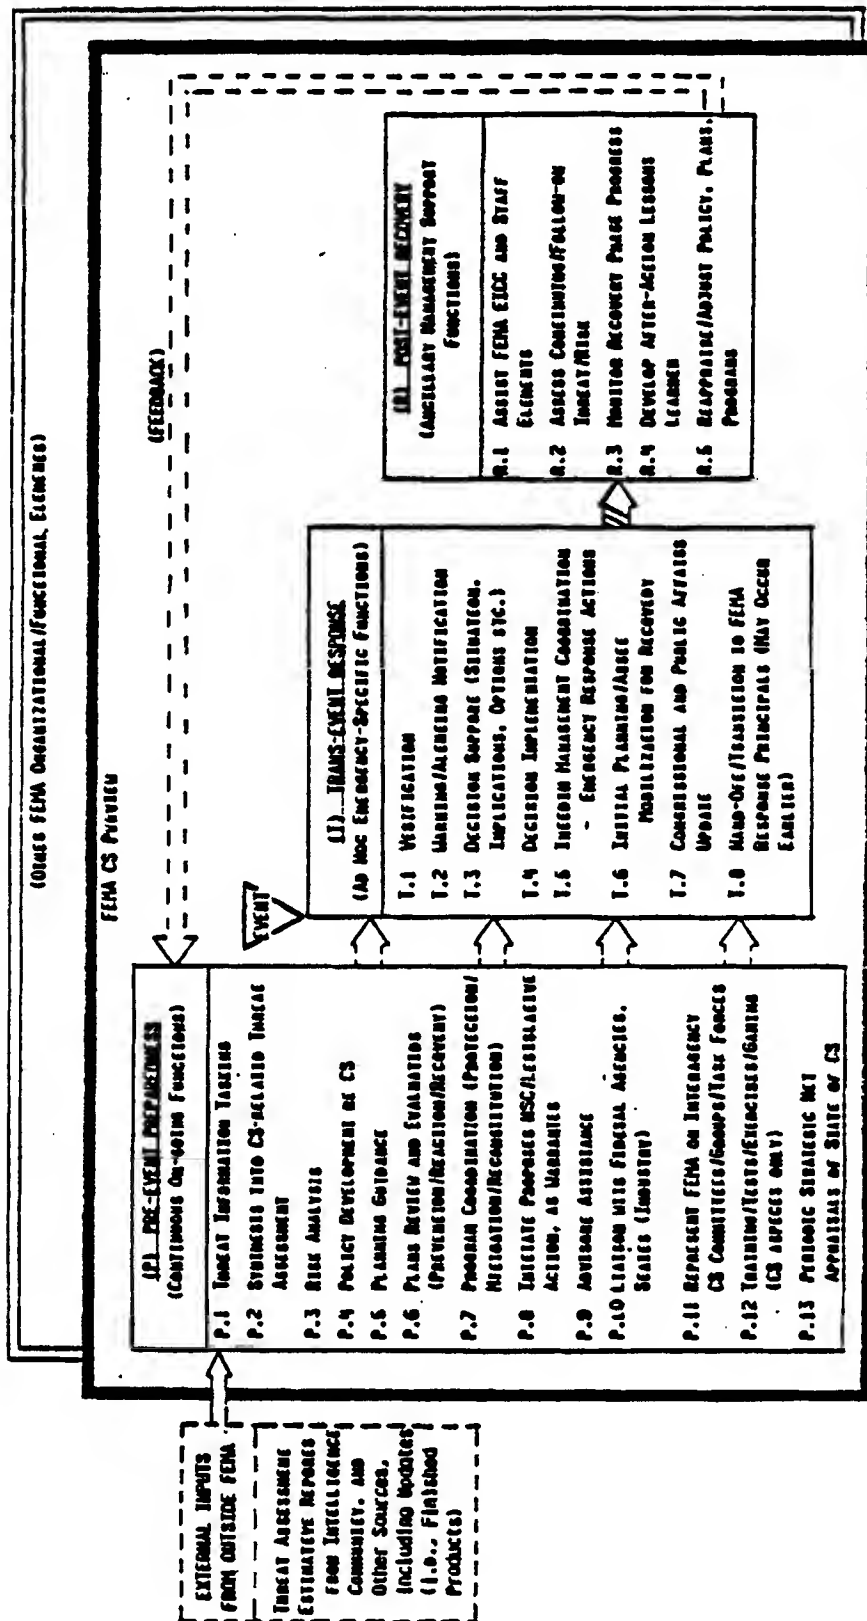 (OTHER FEMA ORGANIZATIONAL/FUNCTIONAL ELEMENTS)
FEMA CS PURVIEW
(FEEDBACK)
EXTERNAL INPUTS
FROM OUTSIDE FEMA
THREAT ASSESSMENT
ESTIMATIVE REPORTS
FROM INTELLIGENCE
COMMUNITY, AND
Other Sources,
Including Updates
(i.e., Finished
Products)
(P) PRE-EVENT PREPAREDNESS
(CONTINUOUS ON-GOING FUNCTIONS)
P.1 THREAT INFORMATION TASKING
P.2 SYNTHESIS INTO CS-RELATED THREAT
ASSESSMENT
P.3 RISK ANALYSIS
P.4 POLICY DEVELOPMENT RE CS
P.5 PLANNING GUIDANCE
P.6 PLANS REVIEW AND EVALUATION
(PREVENTION/REACTION/RECOVERY)
P.7 PROGRAM COORDINATION (PROTECTION/
MITIGATION/RECONSTITUTION)
P.8 INITIATE PROPOSED NSC/LEGISLATIVE
ACTION, AS WARRANTED
P.9 ADVISORY ASSISTANCE
P.10 LIAISON WITH FEDERAL AGENCIES,
STATES (INDUSTRY)
P.11 REPRESENT FEMA ON INTERAGENCY
CS COMMITTEES/GROUPS/TASK FORCES
P.12 TRAINING/TESTS/EXERCISES/GAMING
(CS ASPECTS ONLY)
P.13 PERIODIC STRATEGIC NET
APPRAISALS OF STATE OF CS
EVENT
(T) TRANS-EVENT RESPONSE
(AD HOC EMERGENCY-SPECIFIC FUNCTIONS)
T.1 VERIFICATION
T.2 WARNING/ALERTING NOTIFICATION
T.3 DECISION SUPPORT (SITUATION,
IMPLICATIONS, OPTIONS ETC.)
T.4 DECISION IMPLEMENTATION
T.5 INTERIM MANAGEMENT COORDINATION
- EMERGENCY RESPONSE ACTIONS
T.6 INITIAL PLANNING/ASSET
MOBILIZATION FOR RECOVERY
T.7 CONGRESSIONAL AND PUBLIC AFFAIRS
UPDATE
T.8 HAND-OFF/TRANSITION TO FEMA
RESPONSE PRINCIPALS (MAY OCCUR
EARLIER)
(R) POST-EVENT RECOVERY
(ANCILLARY MANAGEMENT SUPPORT
FUNCTIONS)
R.1 ASSIST FEMA EICC AND STAFF
ELEMENTS
R.2 ASSESS CONTINUING/FOLLOW-ON
THREAT/RISK
R.3 MONITOR RECOVERY PHASE PROGRESS
R.4 DEVELOP AFTER-ACTION LESSONS
LEARNED
R.5 REAPPRAISE/ADJUST POLICY, PLANS,
PROGRAMS